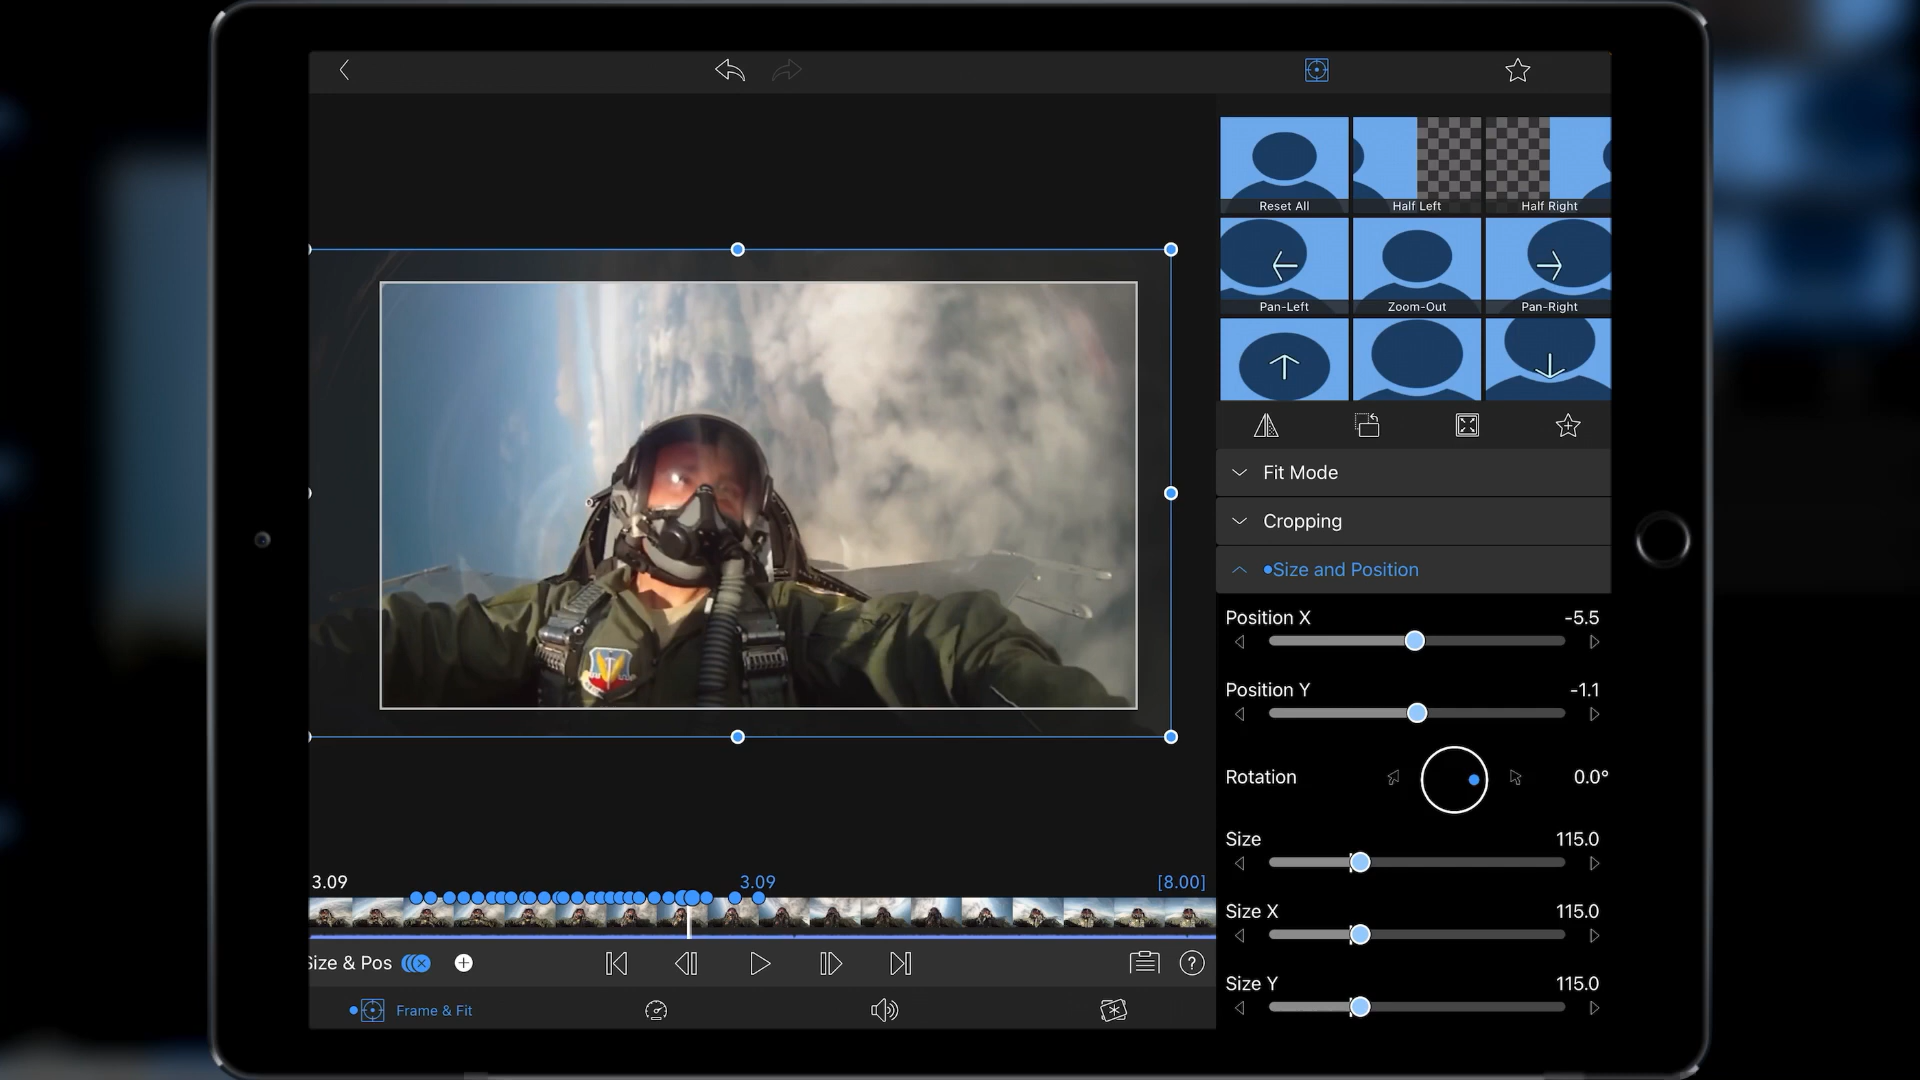 Reset All
Half Left
Half Right
Pan-Left
Zoom-Out
Pan-Right
Fit Mode
Cropping
Size and Position
Position X -5.5
Position Y -1.1
Rotation 0.0°
Size 115.0
Size X 115.0
Size Y 115.0
3.09 3.09 [8.00]
Size & Pos
Frame & Fit